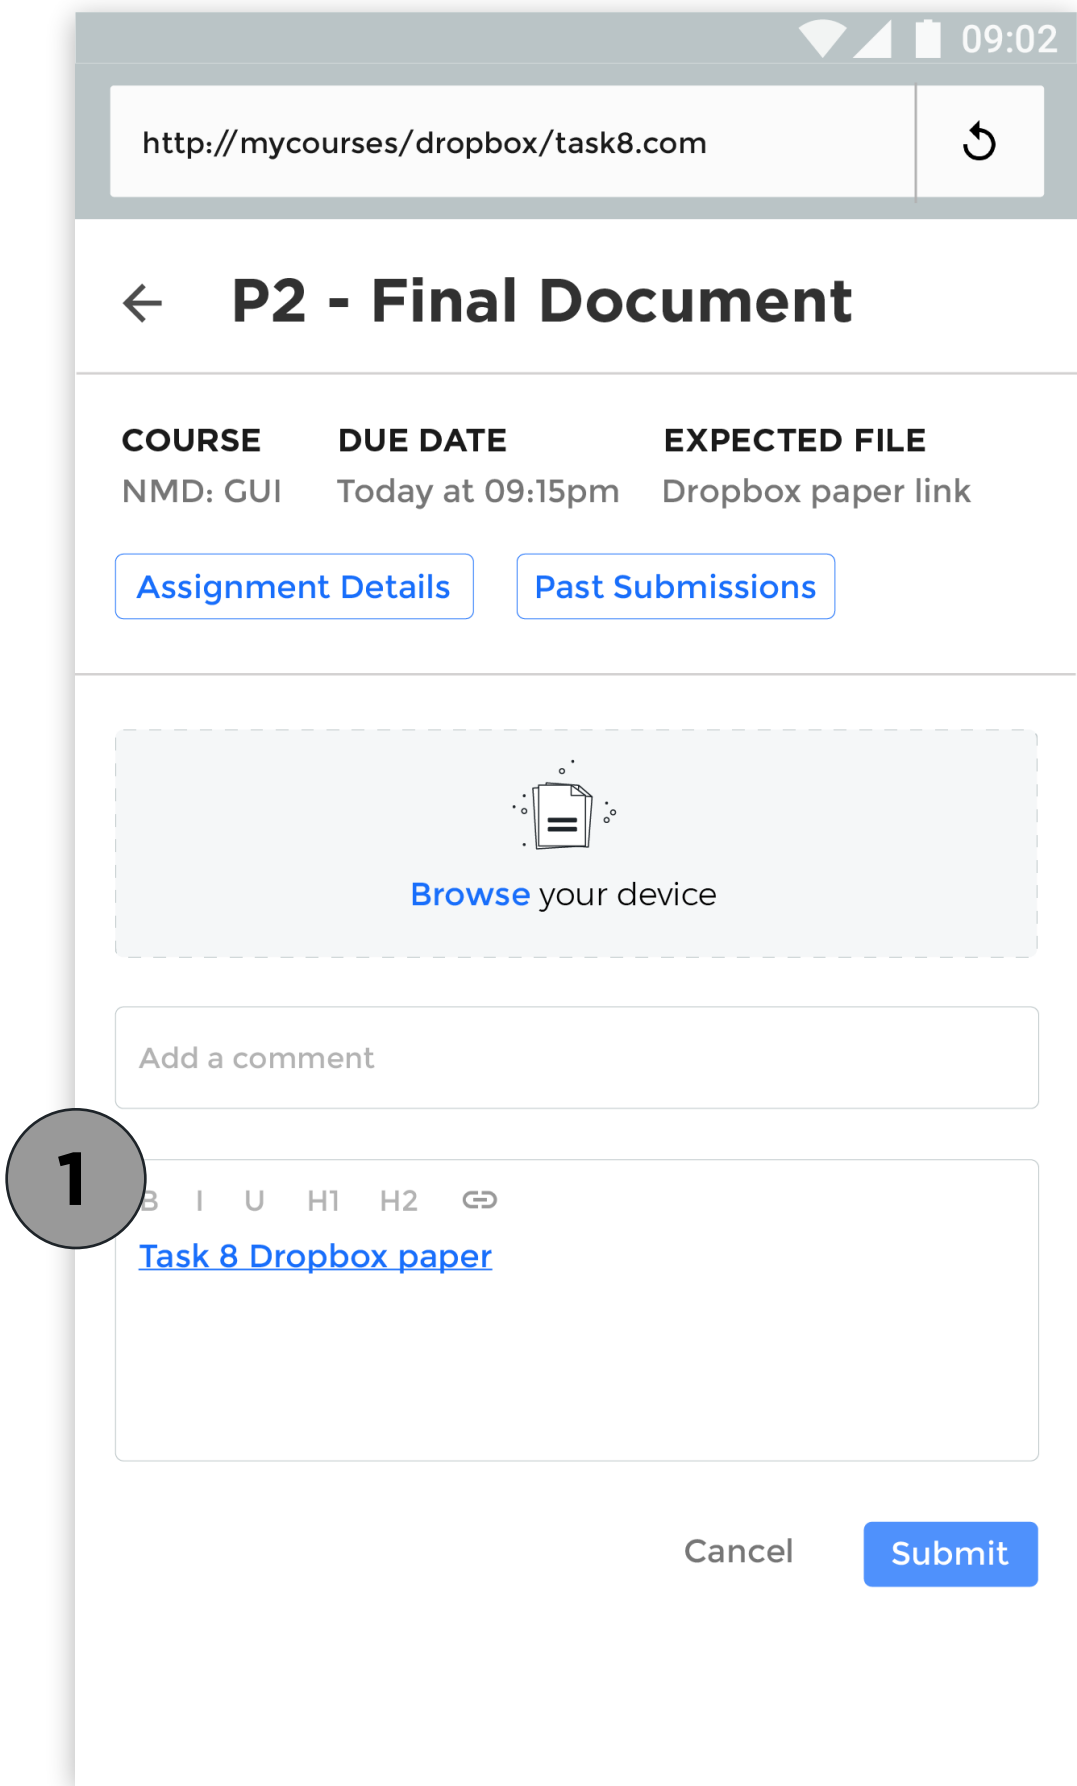 09:02
http://mycourses/dropbox/task8.com
P2 - Final Document
COURSE DUE DATE EXPECTED FILE
NMD: GUI Today at 09:15pm Dropbox paper link
Assignment Details Past Submissions
Browse your device
Add a comment
1
B I U H1 H2
Task 8 Dropbox paper
Cancel Submit